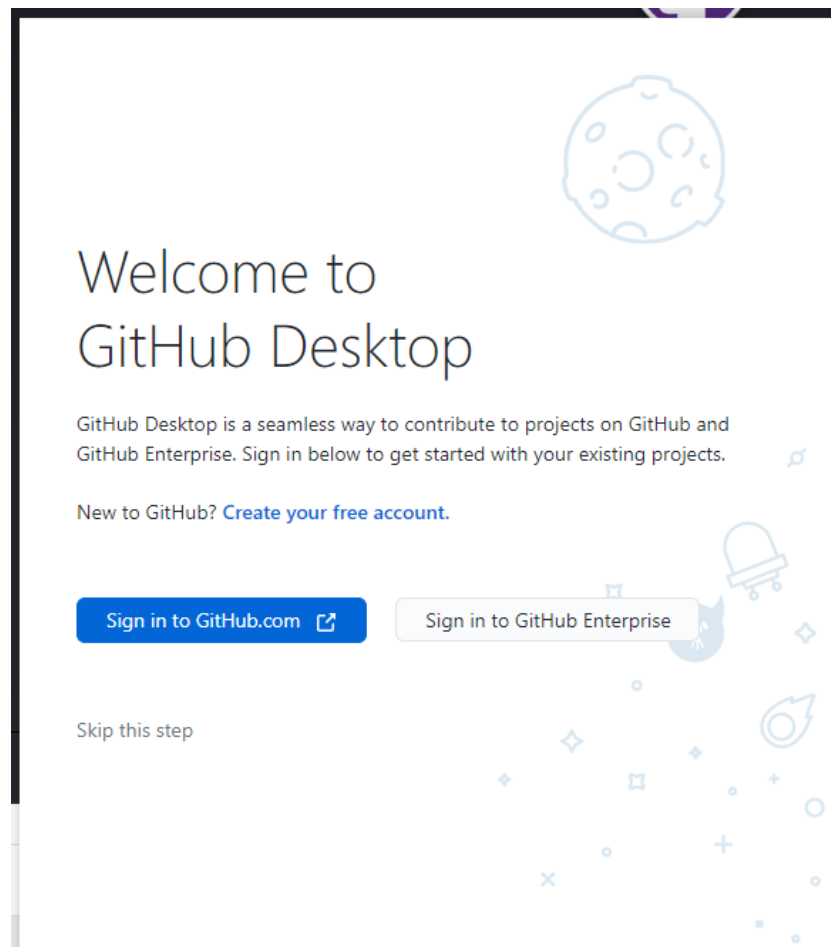 Welcome to
GitHub Desktop
GitHub Desktop is a seamless way to contribute to projects on GitHub and
GitHub Enterprise. Sign in below to get started with your existing projects.
New to GitHub? Create your free account.
Sign in to GitHub.com
Sign in to GitHub Enterprise
Skip this step